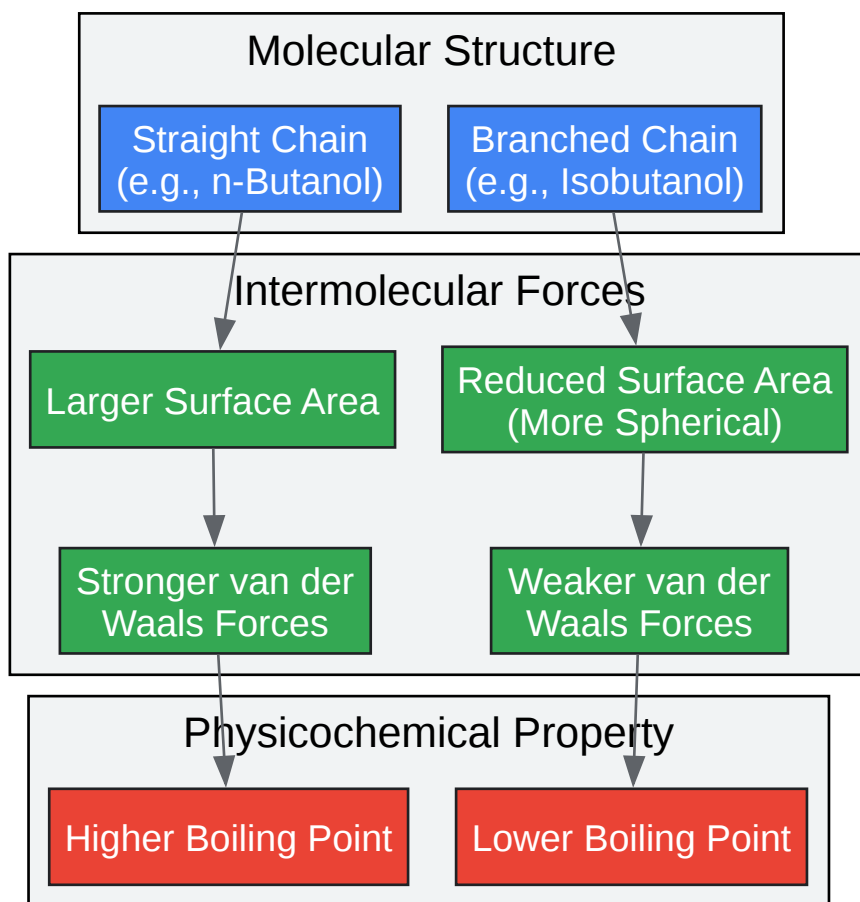 Molecular Structure
Straight Chain
(e.g., n-Butanol)
Branched Chain
(e.g., Isobutanol)
Intermolecular Forces
Larger Surface Area
Reduced Surface Area
(More Spherical)
Stronger van der
Waals Forces
Weaker van der
Waals Forces
Physicochemical Property
Higher Boiling Point
Lower Boiling Point